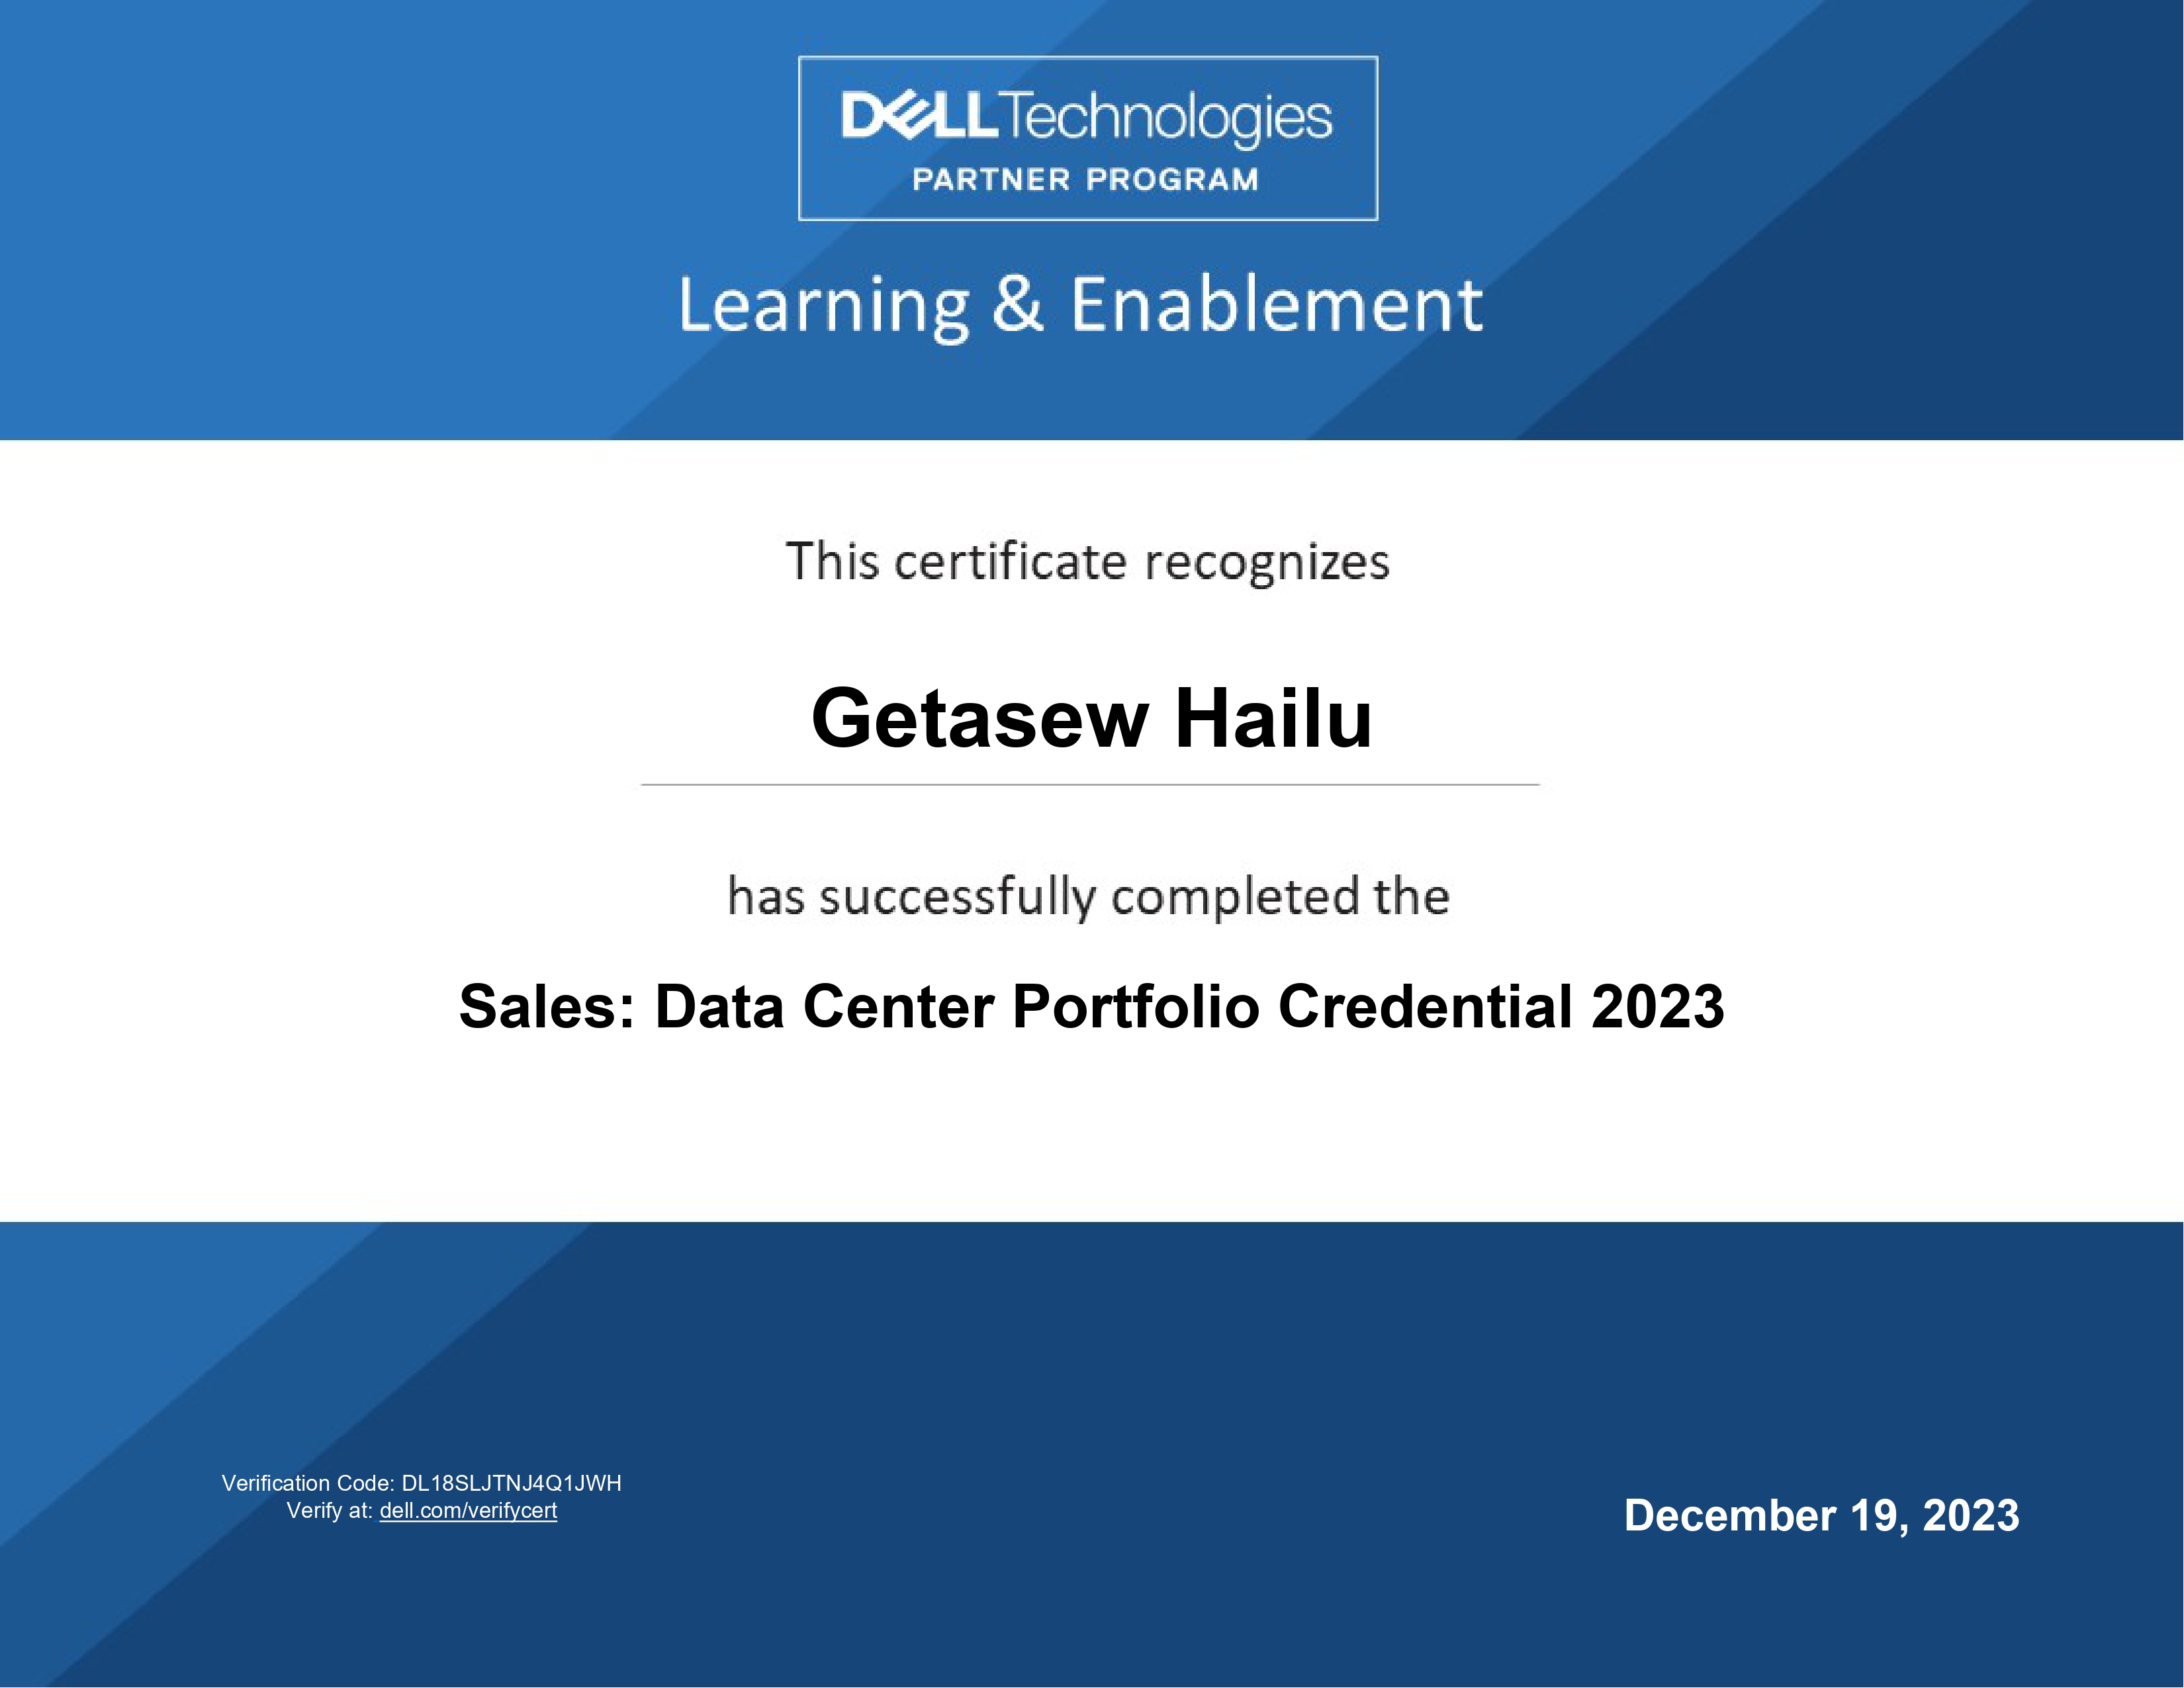 DELL Technologies
PARTNER PROGRAM
Learning & Enablement
This certificate recognizes
Getasew Hailu
has successfully completed the
Sales: Data Center Portfolio Credential 2023
Verification Code: DL18SLJTNJ4Q1JWH
Verify at: dell.com/verifycert
December 19, 2023